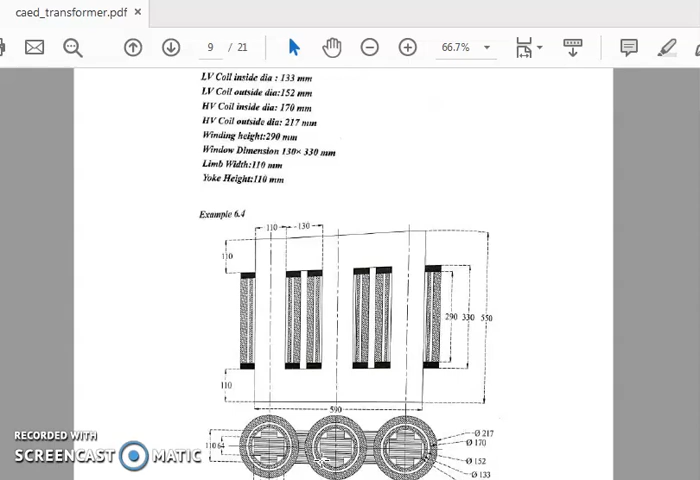 caed_transformer.pdf ×
9 / 21
66.7%
LV Coil inside dia : 133 mm
LV Coil outside dia:152 mm
HV Coil inside dia: 170 mm
HV Coil outside dia: 217 mm
Winding height:290 mm
Window Dimension 130× 330 mm
Limb Width:110 mm
Yoke Height:110 mm
Example 6.4
110 130
110
290 330 550
110
590
Ø 217
110 64
Ø 170
Ø 152
Ø 133
RECORDED WITH
SCREENCAST MATIC